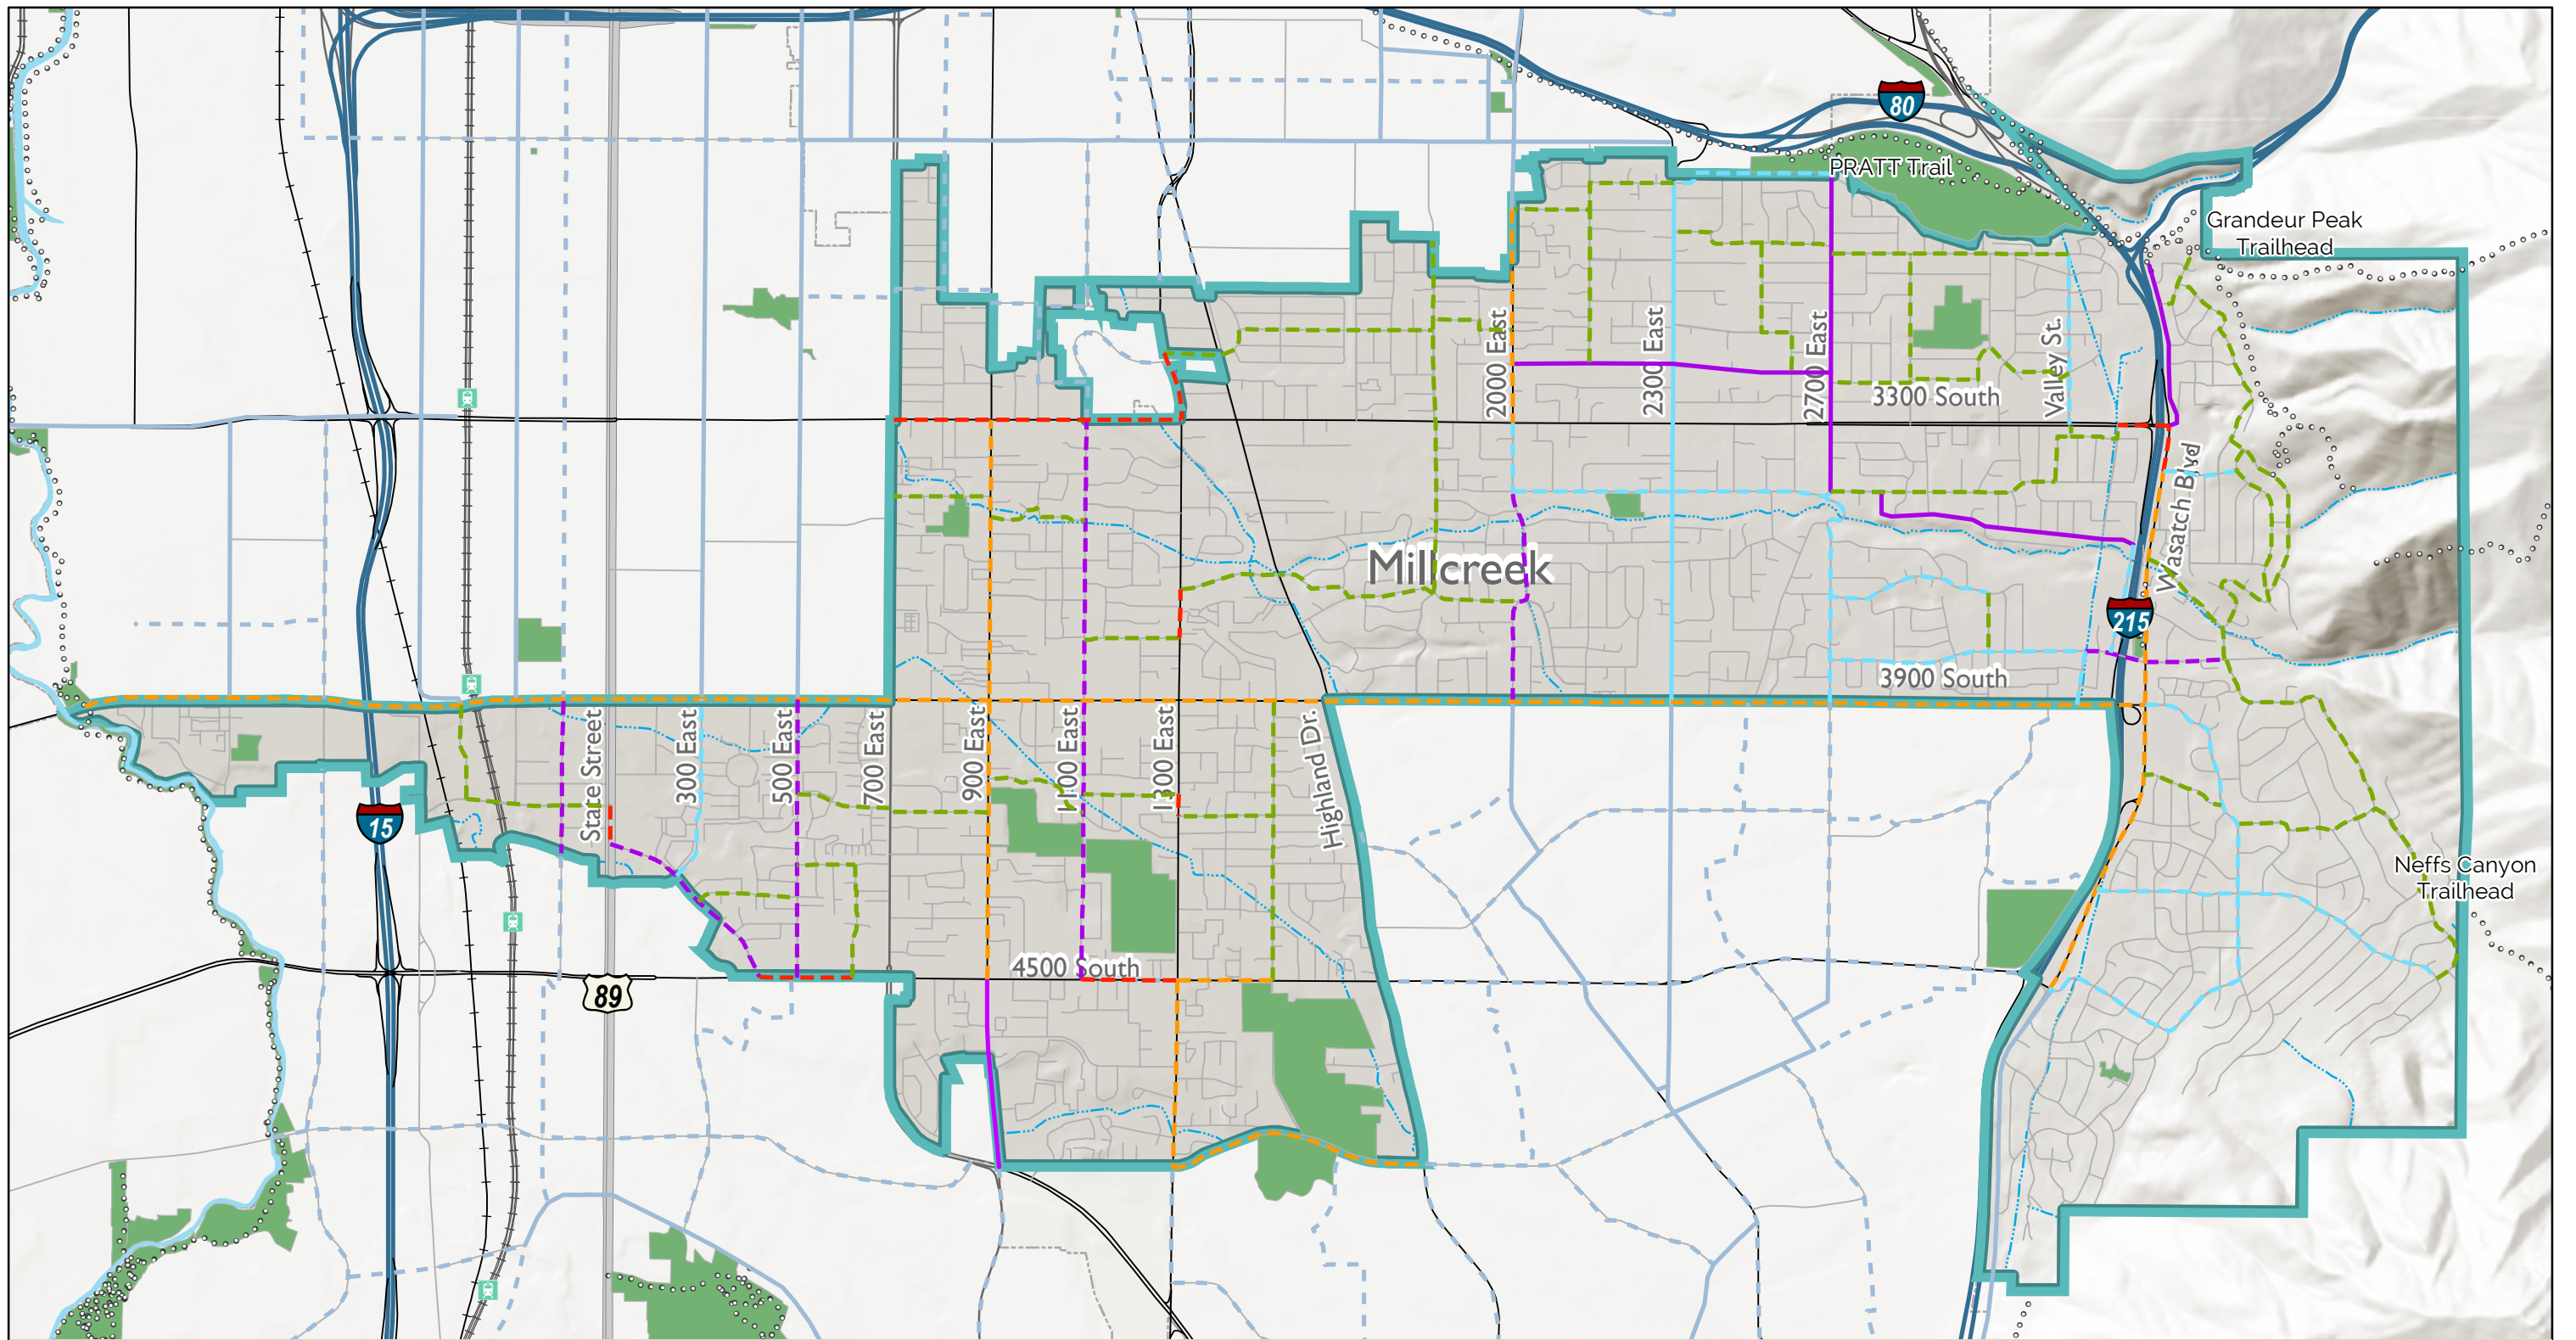 80
PRATT Trail
Grandeur Peak
Trailhead
2000 East
2300 East
2700 East
Valley St.
3300 South
Wasatch Blvd
Millcreek
215
3900 South
State Street
300 East
500 East
700 East
900 East
1100 East
1300 East
Highland Dr.
15
Neffs Canyon
Trailhead
4500 South
89